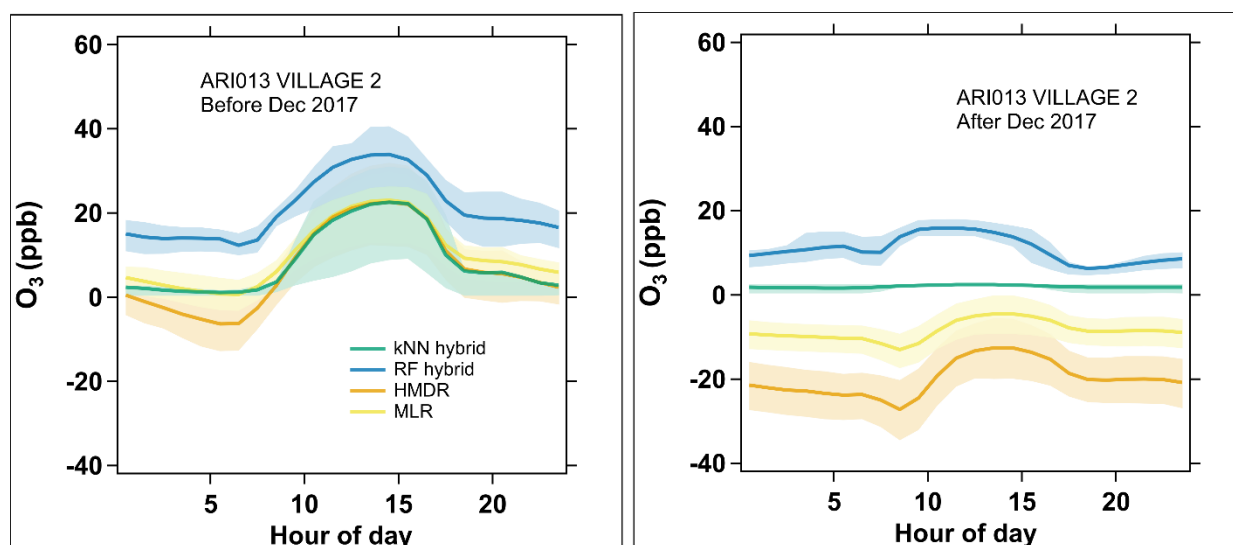 60
40
20
0
-20
-40
5
10
15
20
O3 (ppb)
Hour of day
ARI013 VILLAGE 2
Before Dec 2017
kNN hybrid
RF hybrid
HMDR
MLR
60
40
20
0
-20
-40
5
10
15
20
O3 (ppb)
Hour of day
ARI013 VILLAGE 2
After Dec 2017